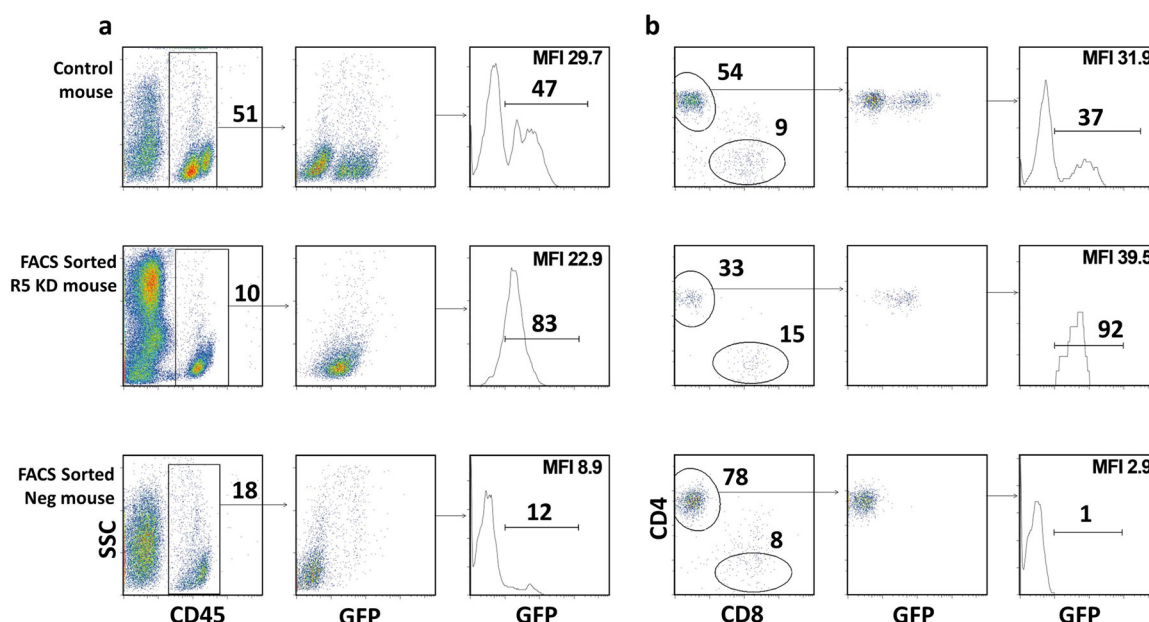 a
b
Control
mouse
51
MFI 29.7
47
54
9
MFI 31.9
37
FACS Sorted
R5 KD mouse
10
MFI 22.9
83
33
15
MFI 39.5
92
FACS Sorted
Neg mouse
18
MFI 8.9
12
78
8
MFI 2.9
1
SSC
CD4
CD45
GFP
GFP
CD8
GFP
GFP